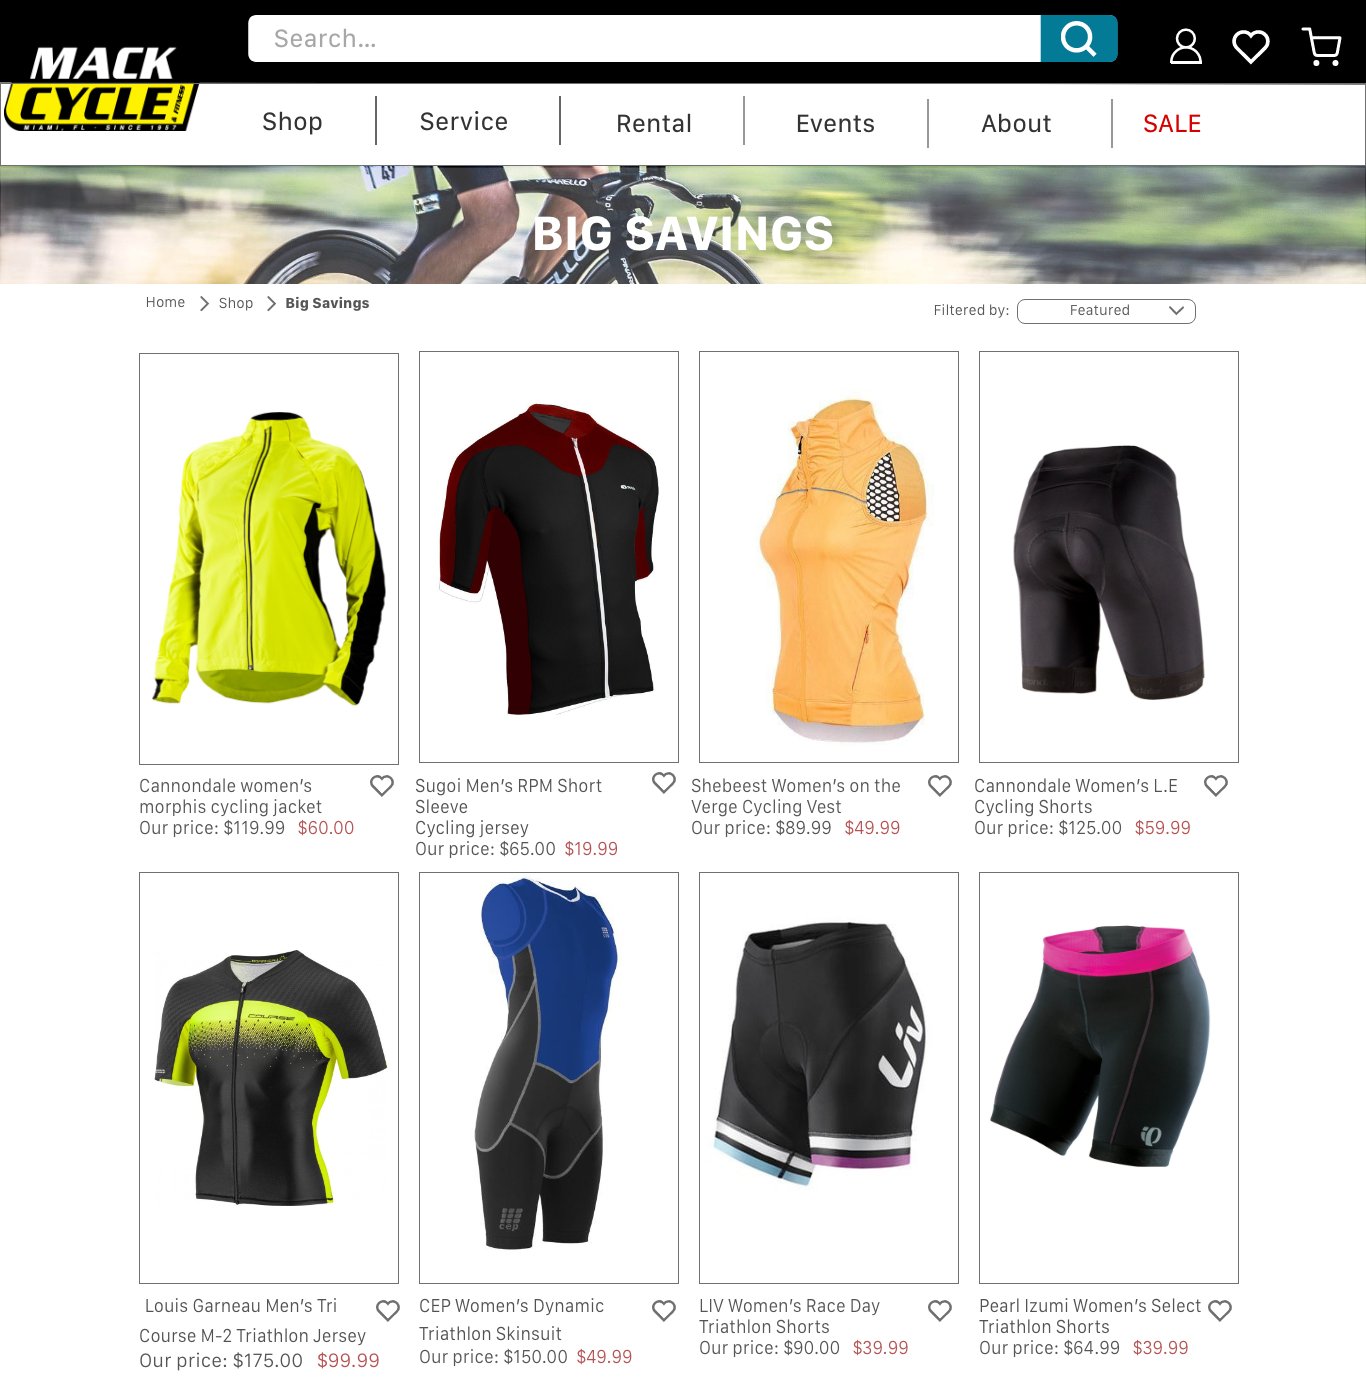 Search...
MACK
CYCLE
FITNESS
MIAMI, FL - SINCE 1957
Shop
Service
Rental
Events
About
SALE
49
PINARELLO
BIG SAVINGS
Home
Shop
Big Savings
Filtered by:
Featured
Cannondale women’s
morphis cycling jacket
Our price: $119.99 $60.00
Sugoi Men’s RPM Short
Sleeve
Cycling jersey
Our price: $65.00 $19.99
Shebeest Women’s on the
Verge Cycling Vest
Our price: $89.99 $49.99
Cannondale Women’s L.E
Cycling Shorts
Our price: $125.00 $59.99
COURSE
cep
Liv
Louis Garneau Men’s Tri
Course M-2 Triathlon Jersey
Our price: $175.00 $99.99
CEP Women’s Dynamic
Triathlon Skinsuit
Our price: $150.00 $49.99
LIV Women’s Race Day
Triathlon Shorts
Our price: $90.00 $39.99
Pearl Izumi Women’s Select
Triathlon Shorts
Our price: $64.99 $39.99